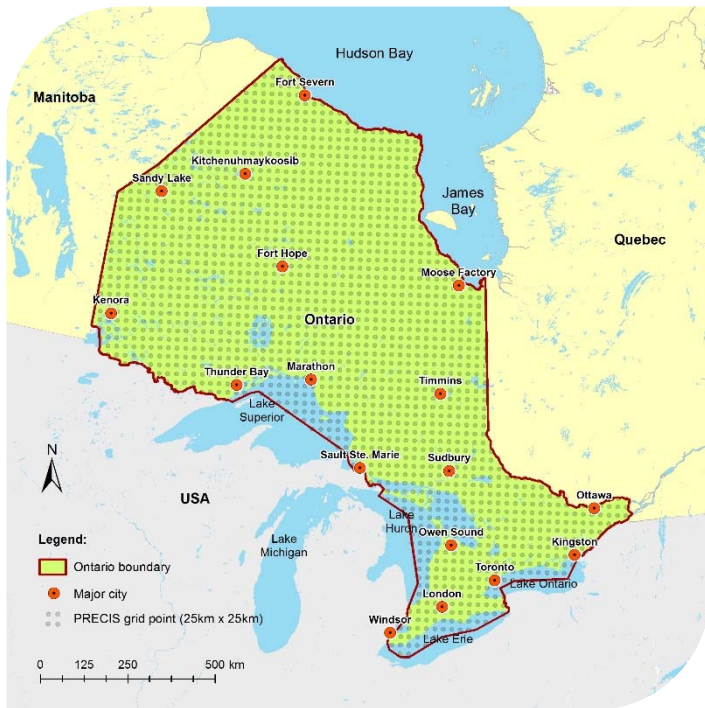 Hudson Bay
Fort Severn
Manitoba
Kitchenuhmaykoosib
Sandy Lake
James
Bay
Quebec
Fort Hope
Moose Factory
Kenora
Ontario
Thunder Bay
Marathon
Timmins
Lake
Superior
Sault Ste. Marie
Sudbury
N
USA
Ottawa
Lake
Huron
Owen Sound
Kingston
Legend:
Lake
Michigan
Toronto
Lake Ontario
Ontario boundary
Major city
London
PRECIS grid point (25km x 25km)
Windsor
Lake Erie
0 125 250 500 km